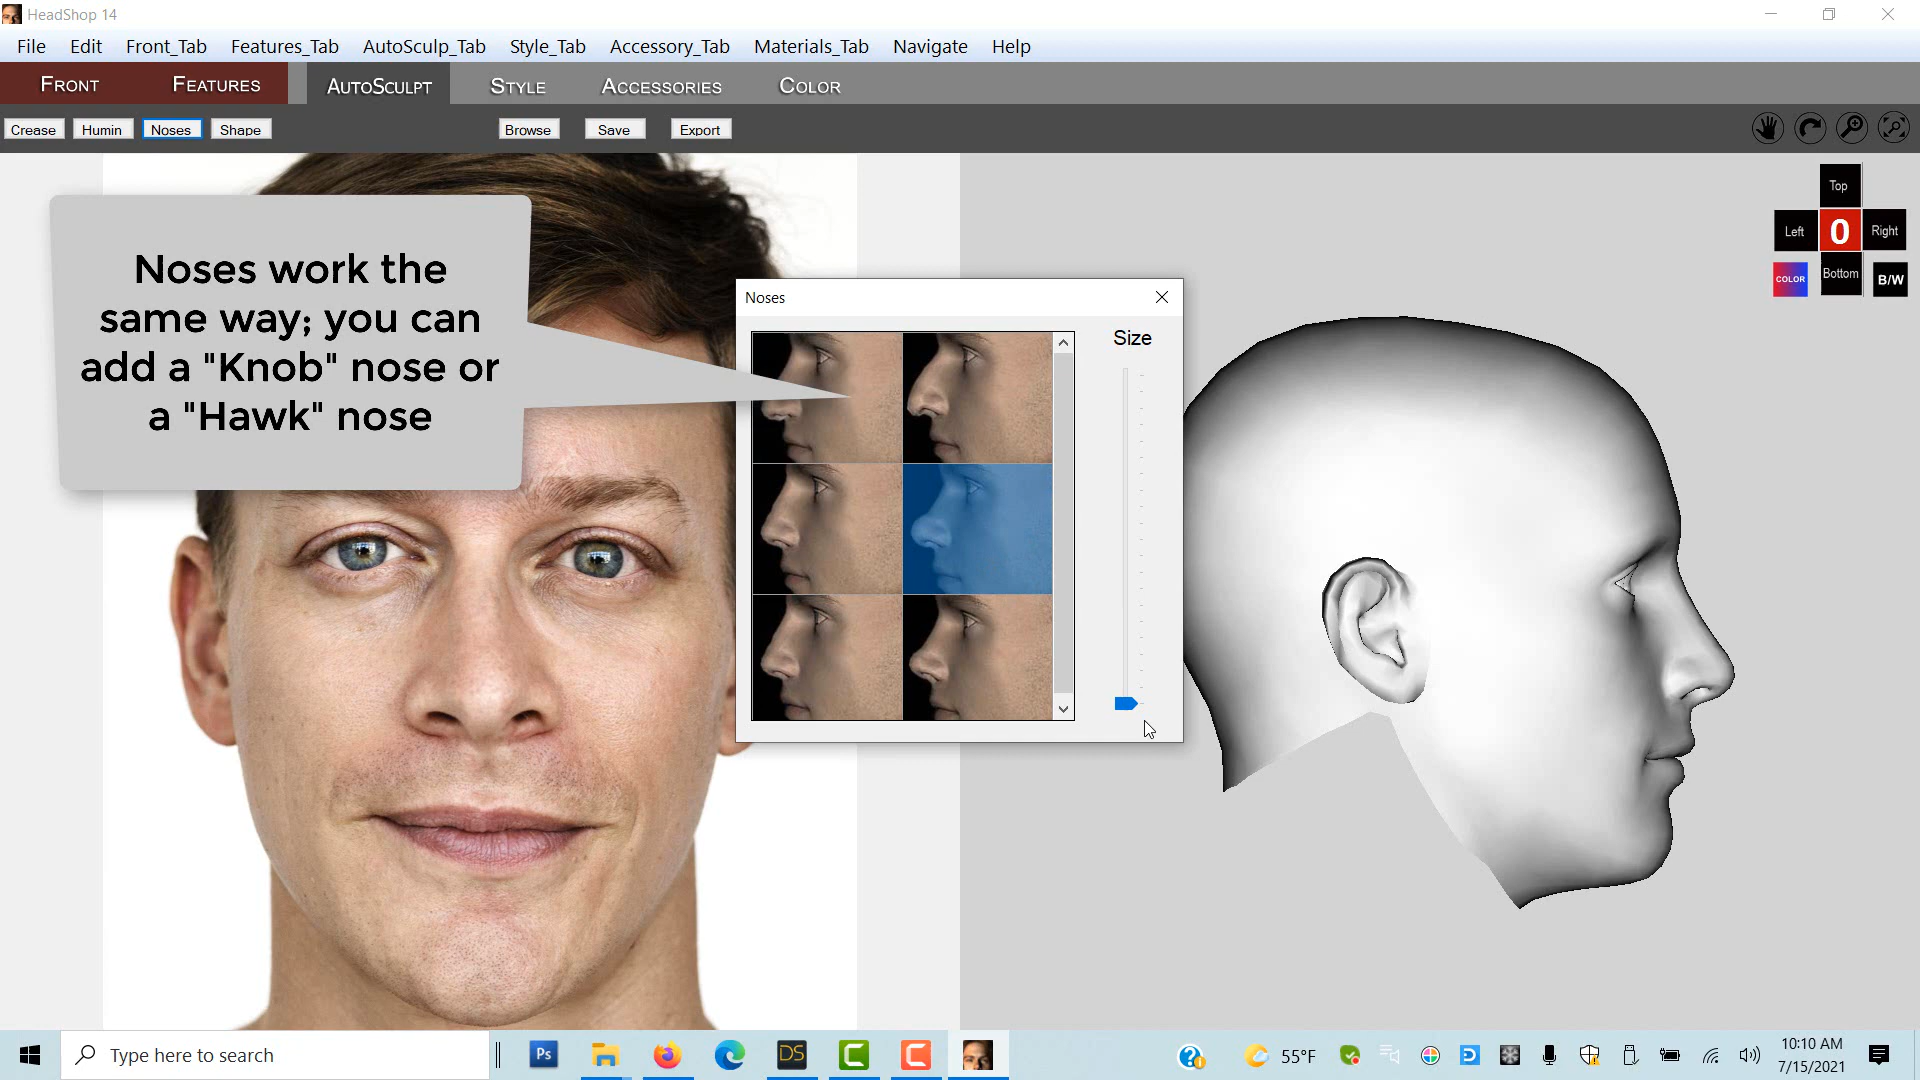 HeadShop 14
File Edit Front_Tab Features_Tab AutoSculp_Tab Style_Tab Accessory_Tab Materials_Tab Navigate Help
FRONT FEATURES AUTOSCULPT STYLE ACCESSORIES COLOR
Crease Humin Noses Shape Browse Save Export
Top
Left 0 Right
COLOR Bottom B/W
Noses work the
same way; you can
add a "Knob" nose or
a "Hawk" nose
Noses
Size
Type here to search
Ps
DS
55°F
10:10 AM
7/15/2021